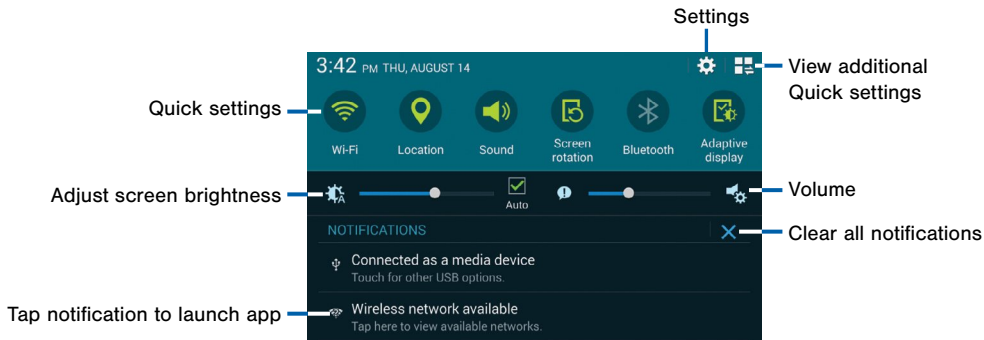 Settings
3:42 PM THU, AUGUST 14
View additional
Quick settings
Quick settings
Wi-Fi
Location
Sound
Screen
rotation
Bluetooth
Adaptive
display
Adjust screen brightness
A
Auto
Volume
NOTIFICATIONS
Clear all notifications
Connected as a media device
Touch for other USB options.
Tap notification to launch app
Wireless network available
Tap here to view available networks.